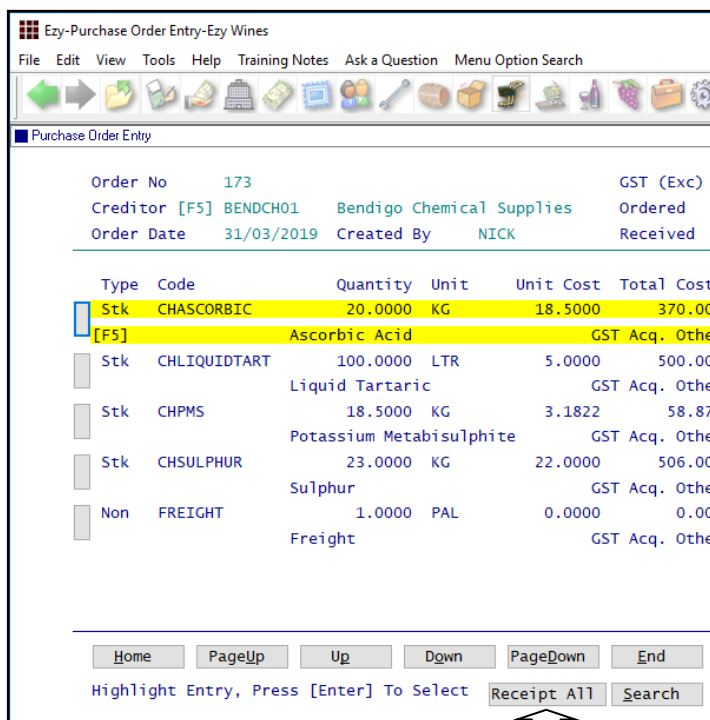 Ezy-Purchase Order Entry-Ezy Wines
File Edit View Tools Help Training Notes Ask a Question Menu Option Search
Purchase Order Entry
Order No 173 GST (Exc)
Creditor [F5] BENDCH01 Bendigo Chemical Supplies Ordered
Order Date 31/03/2019 Created By NICK Received
Type Code Quantity Unit Unit Cost Total Cost
Stk CHASCORBIC 20.0000 KG 18.5000 370.00
[F5] Ascorbic Acid GST Acq. Othe
Stk CHLIQUIDTART 100.0000 LTR 5.0000 500.00
Liquid Tartaric GST Acq. Othe
Stk CHPMS 18.5000 KG 3.1822 58.87
Potassium Metabisulphite GST Acq. Othe
Stk CHSULPHUR 23.0000 KG 22.0000 506.00
Sulphur GST Acq. Othe
Non FREIGHT 1.0000 PAL 0.0000 0.00
Freight GST Acq. Othe
Home PageUp Up Down PageDown End
Highlight Entry, Press [Enter] To Select Receipt All Search